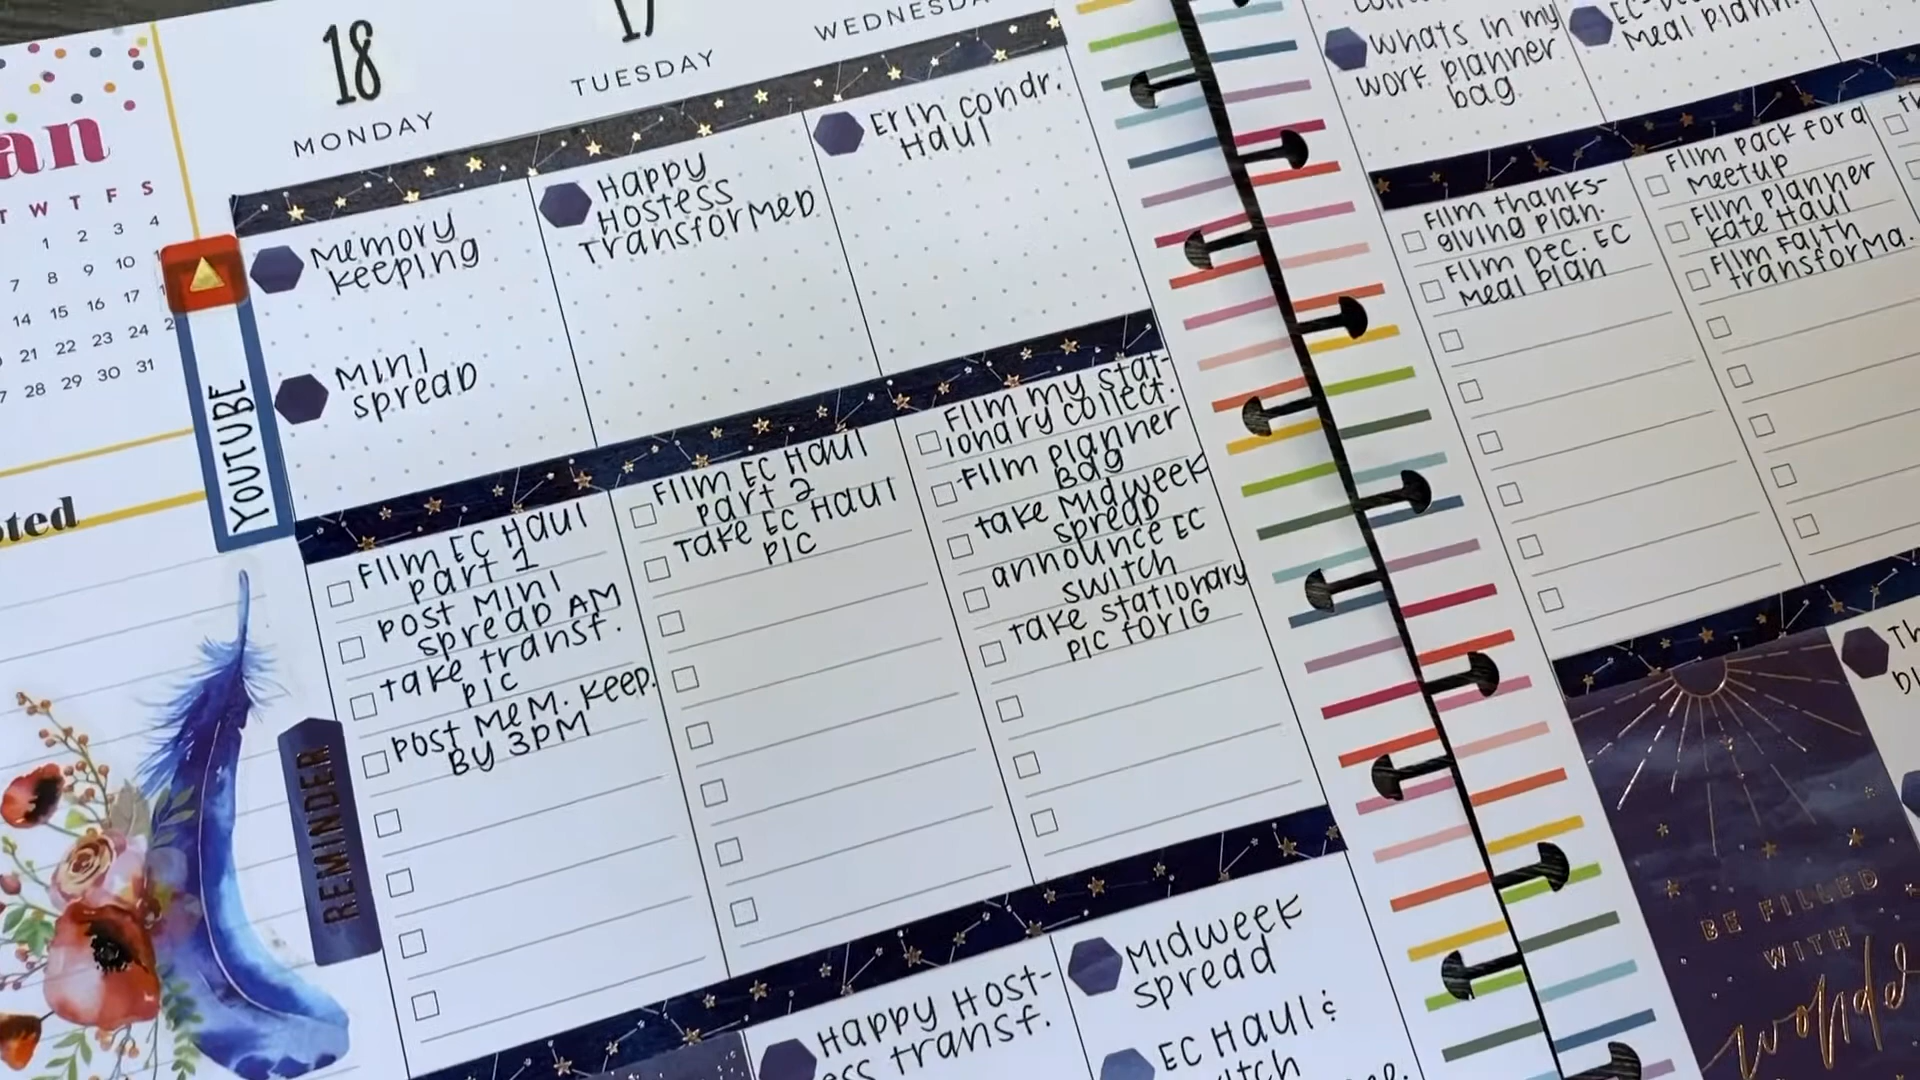 18
17
MONDAY
TUESDAY
an
T W T F S
1 2 3 4
7 8 9 10
14 15 16 17
21 22 23 24
28 29 30 31
YOUTUBE
Memory
keeping
Mini
spread
Happy
Hostess
Transformed
Erin condr.
Haul
Film EC Haul
part 1
post mini
spread AM
take transf.
pic
post mem. keep.
by 3PM
Film EC Haul
part 2
Take EC Haul
pic
Film my stat-
ionary collect.
Film planner
bag
take midweek
spread
announce EC
switch
take stationary
pic for IG
REMINDER
Happy Host-
ess transf.
Midweek
spread
EC Haul &
Whats in my
work planner
bag
Meal plann.
Film thanks-
giving plan.
Film Dec. EC
Meal plan
Film pack for a
meetup
Film planner
kate Haul
Film Faith
transforma.
BE FILLED
WITH